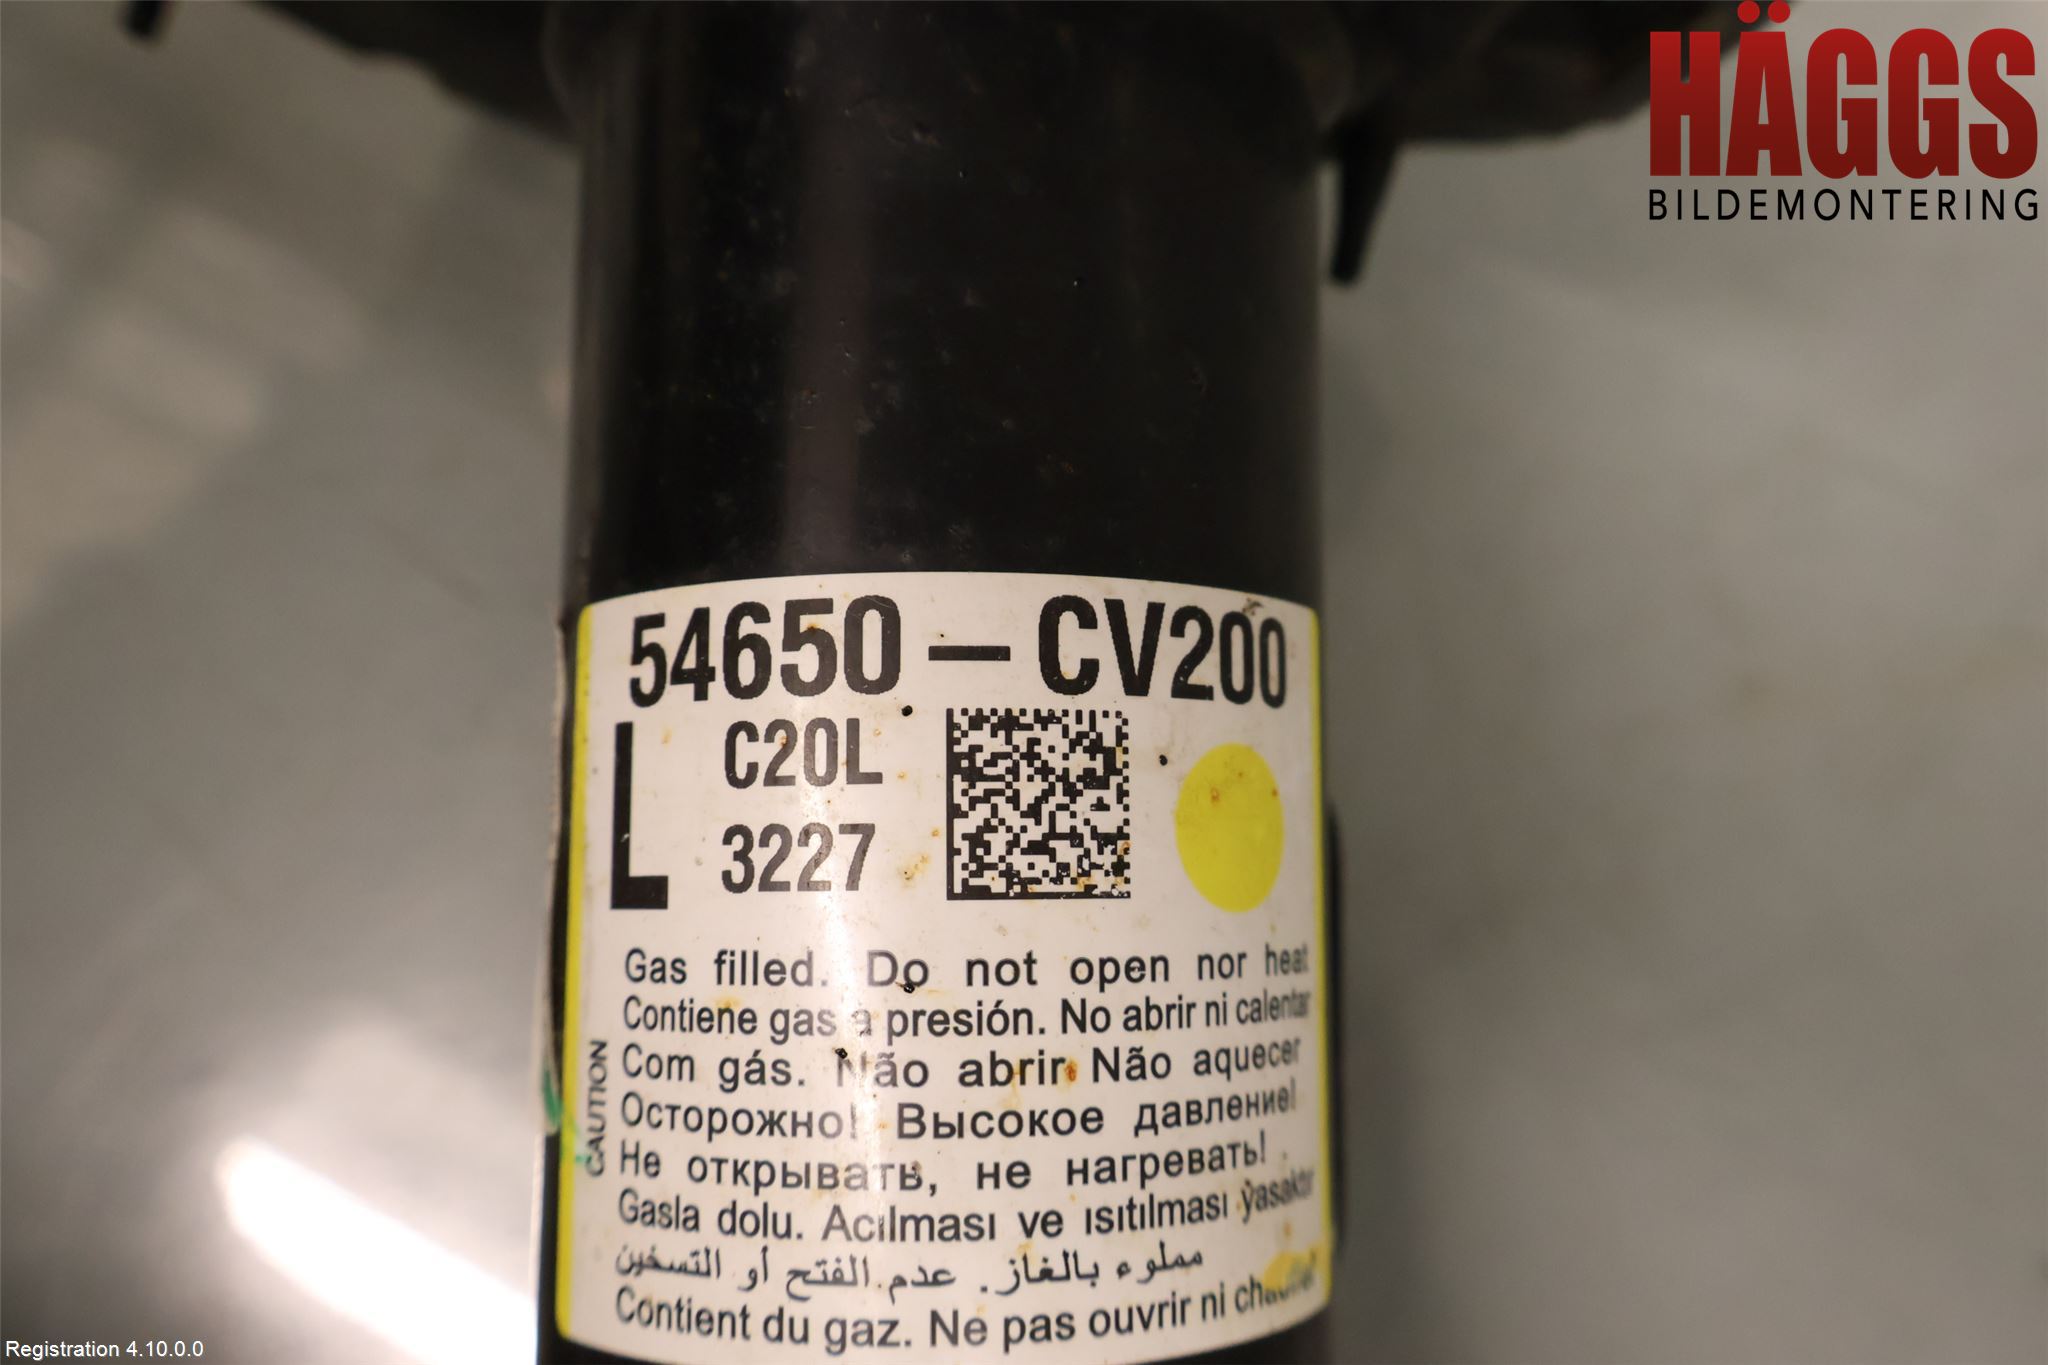 HÄGGS
BILDEMONTERING
54650-CV200
L
C20L
3227
Gas filled. Do not open nor heat
Contiene gas a presión. No abrir ni calentar
Com gás. Não abrir Não aquecer
Осторожно! Высокое давление!
Не открывать, не нагревать!
Gasla dolu. Acılması ve ısıtılması yasaktır
مملوء بالغاز. عدم الفتح أو التسخين
Contient du gaz. Ne pas ouvrir ni
CAUTION
Registration 4.10.0.0